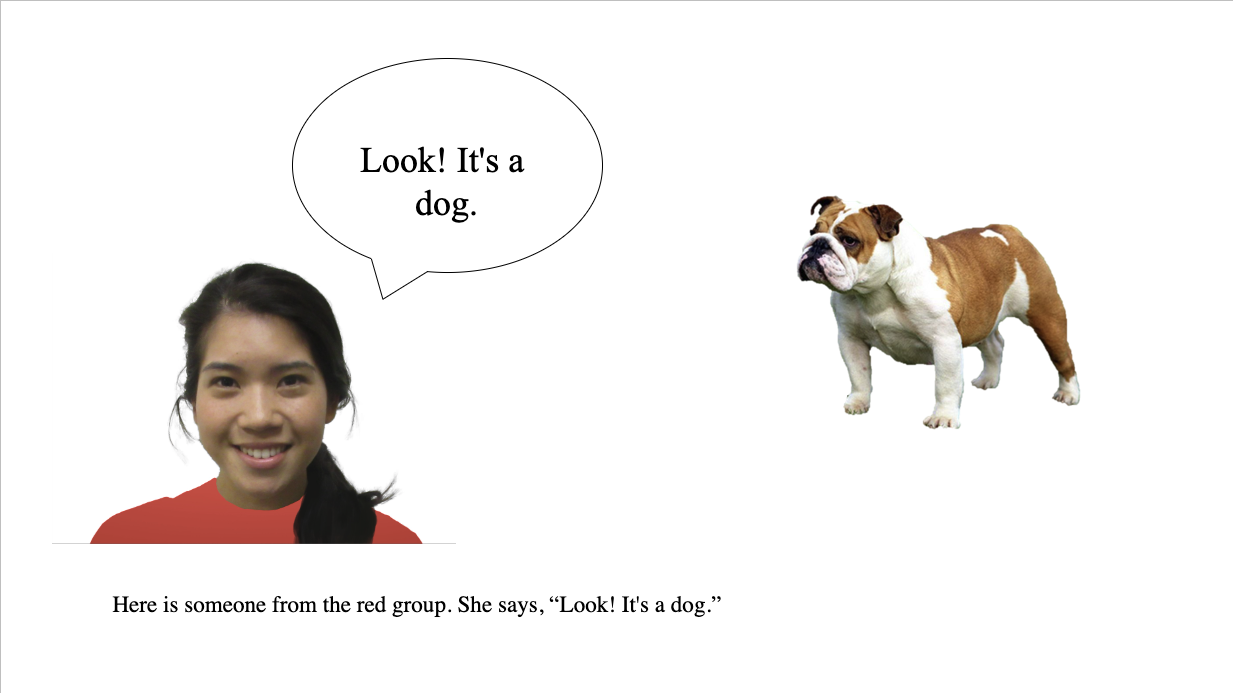 Look! It's a
dog.
Here is someone from the red group. She says, “Look! It's a dog.”